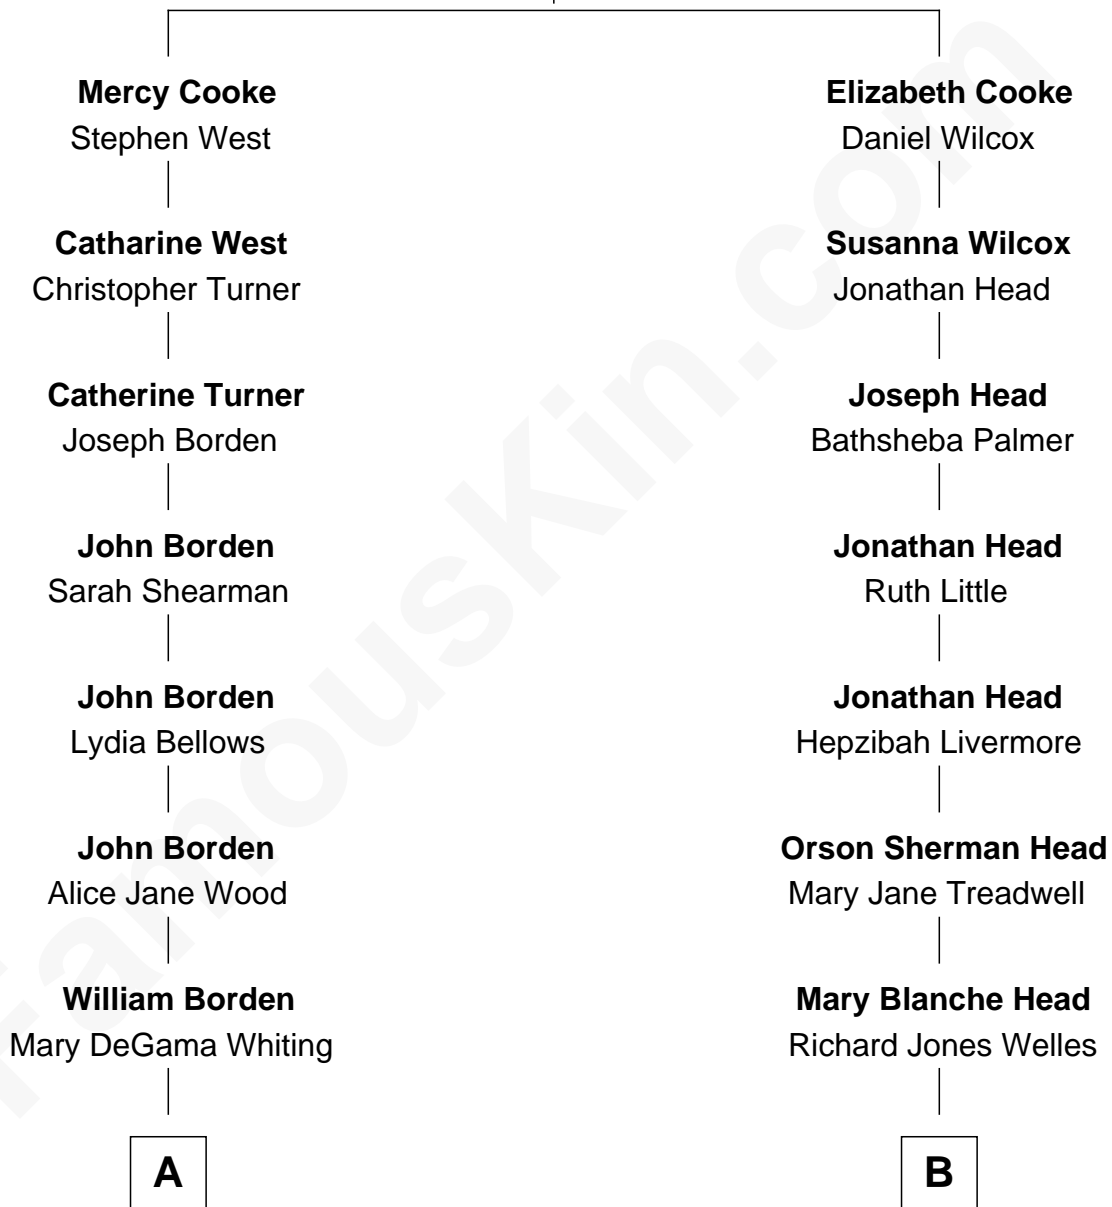 Mercy Cooke
Stephen West
Elizabeth Cooke
Daniel Wilcox
Catharine West
Christopher Turner
Susanna Wilcox
Jonathan Head
Catherine Turner
Joseph Borden
Joseph Head
Bathsheba Palmer
John Borden
Sarah Shearman
Jonathan Head
Ruth Little
John Borden
Lydia Bellows
Jonathan Head
Hepzibah Livermore
John Borden
Alice Jane Wood
Orson Sherman Head
Mary Jane Treadwell
William Borden
Mary DeGama Whiting
Mary Blanche Head
Richard Jones Welles
A
B
FamousKin.com